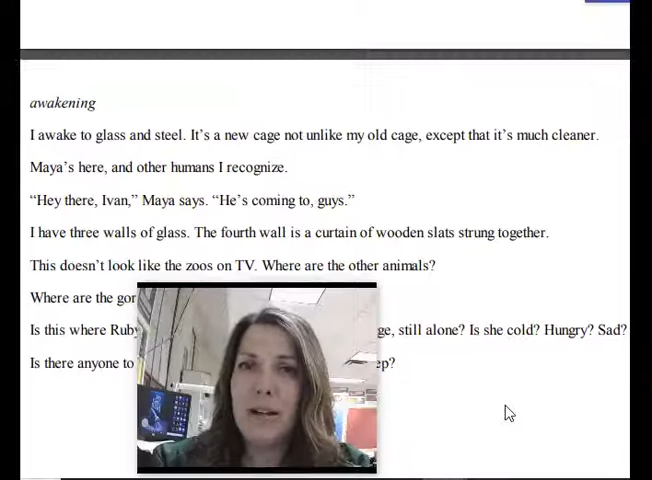 awakening
I awake to glass and steel. It's a new cage not unlike my old cage, except that it's much cleaner.
Maya's here, and other humans I recognize.
“Hey there, Ivan,” Maya says. “He's coming to, guys.”
I have three walls of glass. The fourth wall is a curtain of wooden slats strung together.
This doesn't look like the zoos on TV. Where are the other animals?
Where are the
Is this where still alone? Is she cold? Hungry? Sad?
Is there anyone to